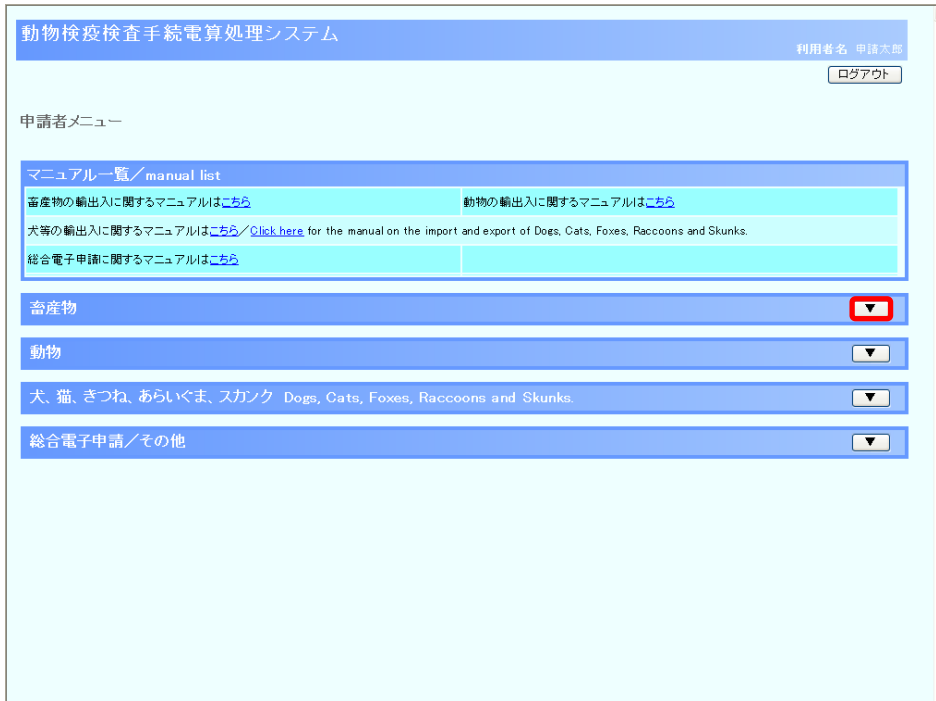 動物検疫検査手続電算処理システム
利用者名 申請太郎
ログアウト
申請者メニュー
マニュアル一覧／manual list
畜産物の輸出入に関するマニュアルはこちら
動物の輸出入に関するマニュアルはこちら
犬等の輸出入に関するマニュアルはこちら／Click here for the manual on the import and export of Dogs, Cats, Foxes, Raccoons and Skunks.
総合電子申請に関するマニュアルはこちら
畜産物 ▼
動物 ▼
犬、猫、きつね、あらいぐま、スカンク Dogs, Cats, Foxes, Raccoons and Skunks. ▼
総合電子申請／その他 ▼